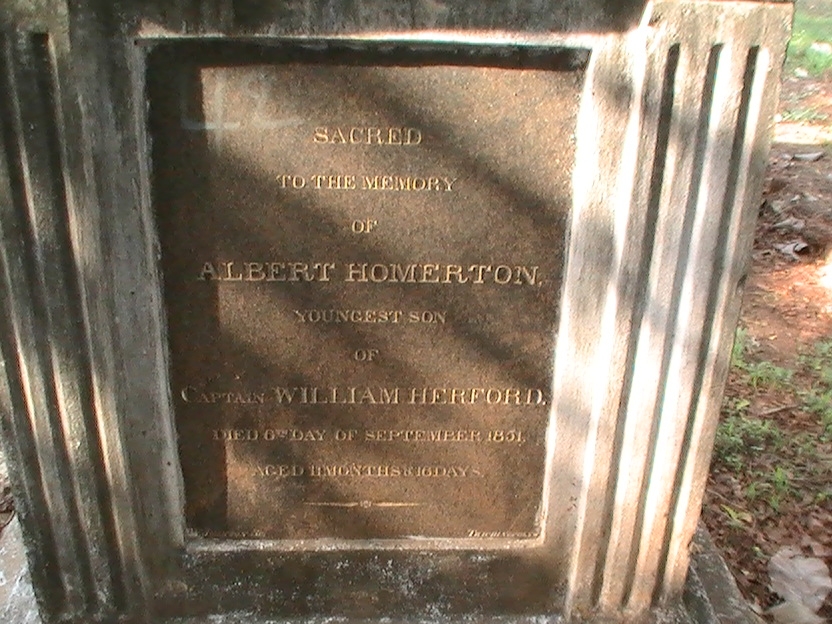 SACRED
TO THE MEMORY
OF
ALBERT HOMERTON,
YOUNGEST SON
OF
CAPTAIN WILLIAM HERFORD,
DIED 6TH DAY OF SEPTEMBER 1851,
AGED 11 MONTHS & 16 DAYS.